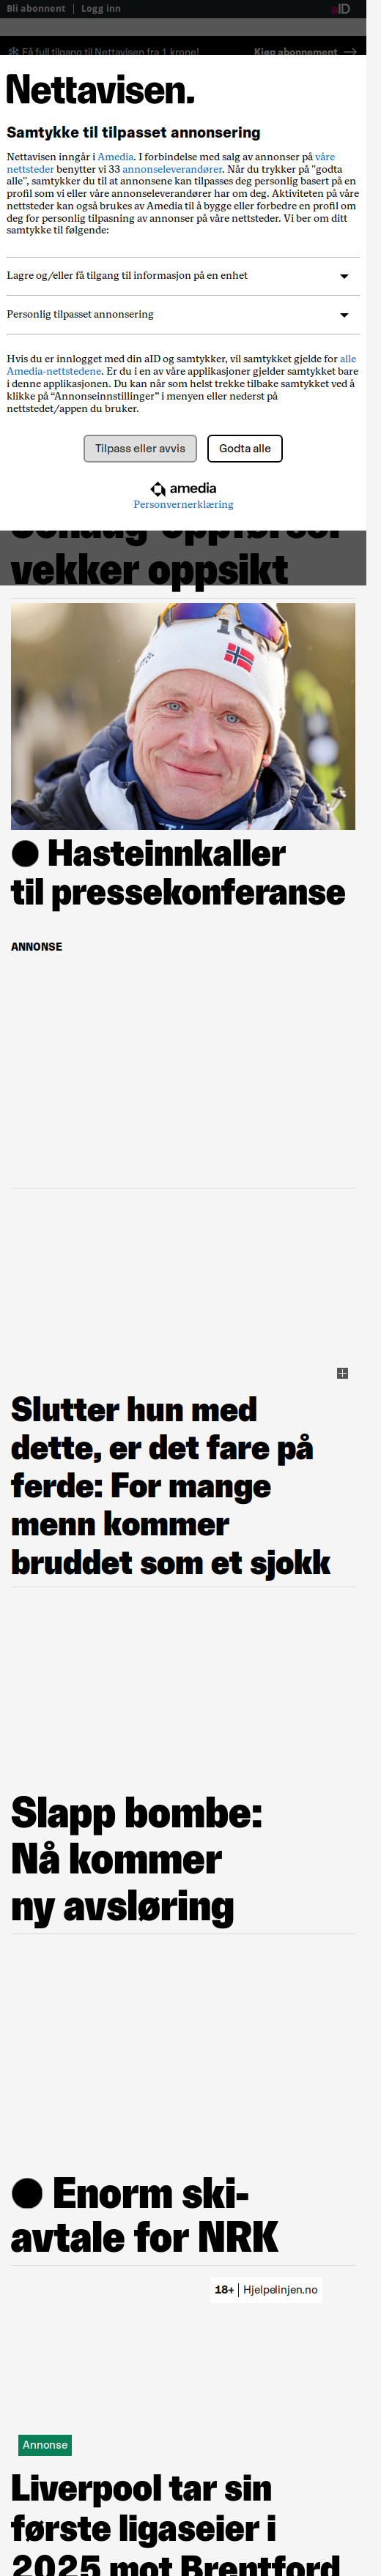 Bli abonnent | Logg inn
aID
Få full tilgang til Nettavisen fra 1 krone!
Kjøp abonnement
Nettavisen.
Samtykke til tilpasset annonsering
Nettavisen inngår i Amedia. I forbindelse med salg av annonser på våre
nettsteder benytter vi 33 annonseleverandører. Når du trykker på "godta
alle", samtykker du til at annonsene kan tilpasses deg personlig basert på en
profil som vi eller våre annonseleverandører har om deg. Aktiviteten på våre
nettsteder kan også brukes av Amedia til å bygge eller forbedre en profil om
deg for personlig tilpasning av annonser på våre nettsteder. Vi ber om ditt
samtykke til følgende:
Lagre og/eller få tilgang til informasjon på en enhet
Personlig tilpasset annonsering
Hvis du er innlogget med din aID og samtykker, vil samtykket gjelde for alle
Amedia-nettstedene. Er du i en av våre applikasjoner gjelder samtykket bare
i denne applikasjonen. Du kan når som helst trekke tilbake samtykket ved å
klikke på “Annonseinnstillinger” i menyen eller nederst på
nettstedet/appen du bruker.
Tilpass eller avvis
Godta alle
amedia
Personvernerklæring
vekker oppsikt
Hasteinnkaller
til pressekonferanse
ANNONSE
Slutter hun med
dette, er det fare på
ferde: For mange
menn kommer
bruddet som et sjokk
Slapp bombe:
Nå kommer
ny avsløring
Enorm ski-
avtale for NRK
18+ | Hjelpelinjen.no
Annonse
Liverpool tar sin
første ligaseier i
2025 mot Brentford